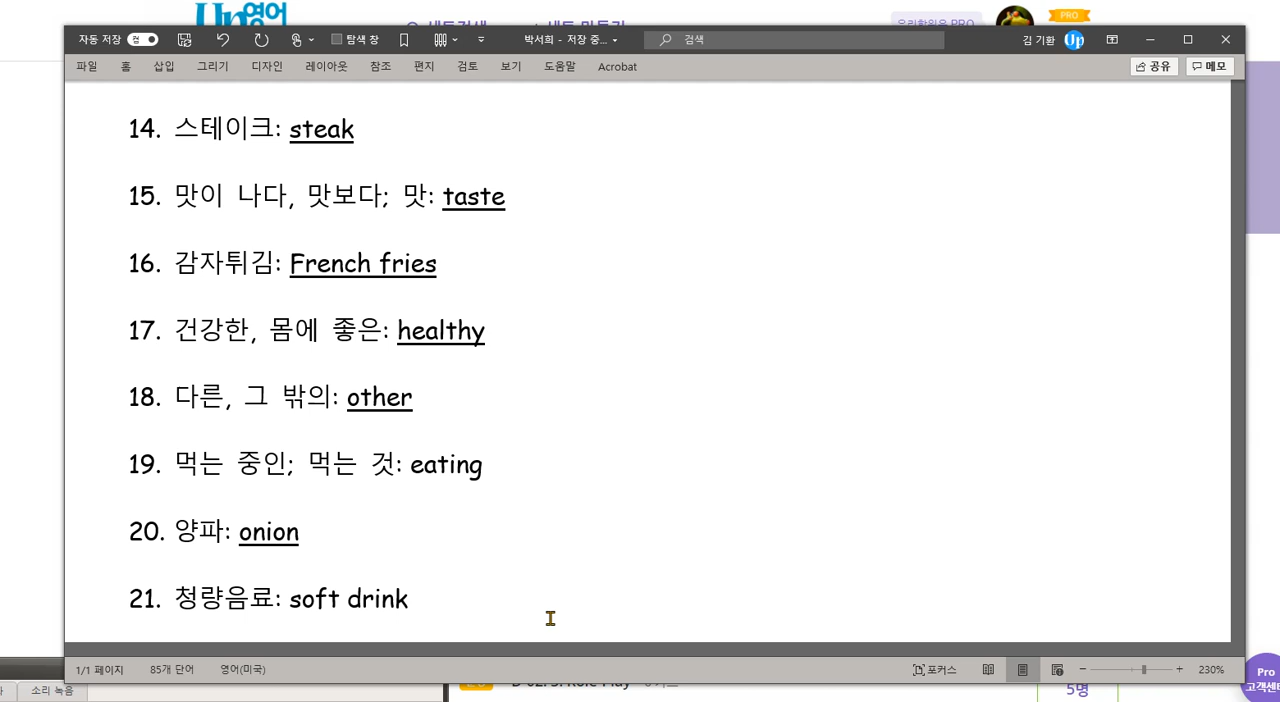 Up영어
PRO
자동 저장
탐색 창
박서희 - 저장 중...
검색
김 기환
Up
파일 홈 삽입 그리기 디자인 레이아웃 참조 편지 검토 보기 도움말 Acrobat
공유
메모
14. 스테이크: steak
15. 맛이 나다, 맛보다; 맛: taste
16. 감자튀김: French fries
17. 건강한, 몸에 좋은: healthy
18. 다른, 그 밖의: other
19. 먹는 중인; 먹는 것: eating
20. 양파: onion
21. 청량음료: soft drink
1/1 페이지
85개 단어
영어(미국)
포커스
230%
소리 녹음
5명
Pro
고객센터